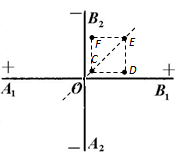 − B₂
F E
+ C D +
O
A₁ B₁
− A₂